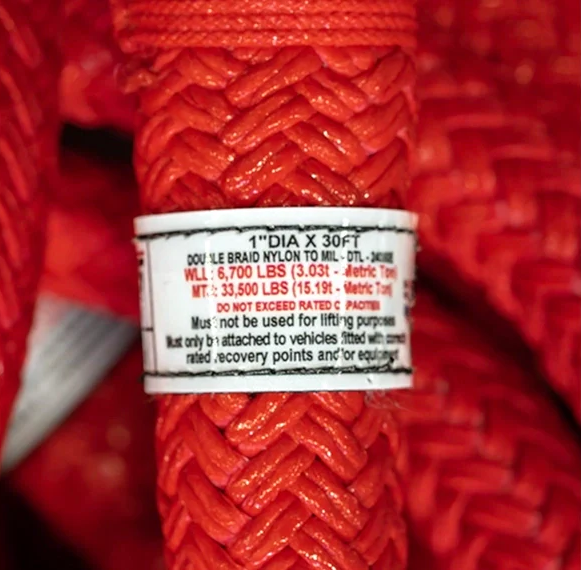 1"DIA X 30FT
DOUBLE BRAID NYLON TO MIL - DTL -
WLL: 6,700 LBS (3.03t - Metric Ton)
MTS: 33,500 LBS (15.19t - Metric Ton)
DO NOT EXCEED RATED CAPACITIES
Must not be used for lifting purposes
Must only be attached to vehicles fitted with correctly
rated recovery points and/or equipment